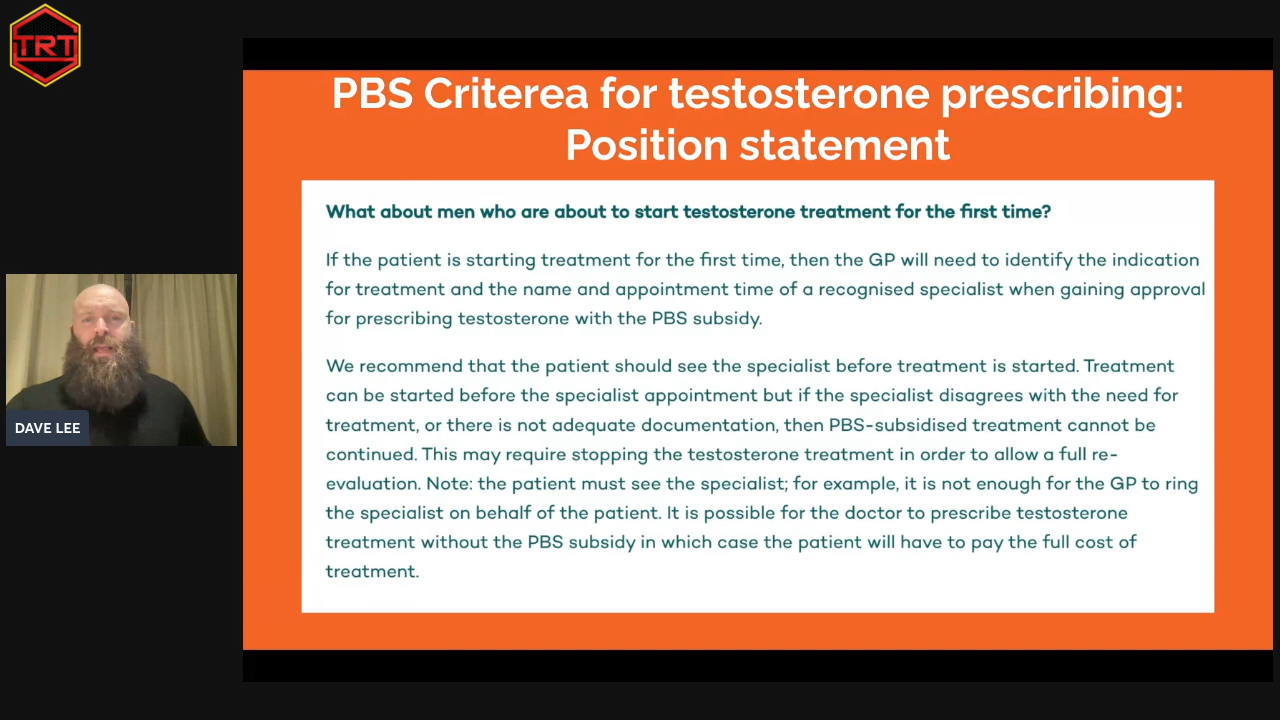 TRT
PBS Criterea for testosterone prescribing:
Position statement
What about men who are about to start testosterone treatment for the first time?
If the patient is starting treatment for the first time, then the GP will need to identify the indication
for treatment and the name and appointment time of a recognised specialist when gaining approval
for prescribing testosterone with the PBS subsidy.
We recommend that the patient should see the specialist before treatment is started. Treatment
can be started before the specialist appointment but if the specialist disagrees with the need for
treatment, or there is not adequate documentation, then PBS-subsidised treatment cannot be
continued. This may require stopping the testosterone treatment in order to allow a full re-
evaluation. Note: the patient must see the specialist; for example, it is not enough for the GP to ring
the specialist on behalf of the patient. It is possible for the doctor to prescribe testosterone
treatment without the PBS subsidy in which case the patient will have to pay the full cost of
treatment.
DAVE LEE